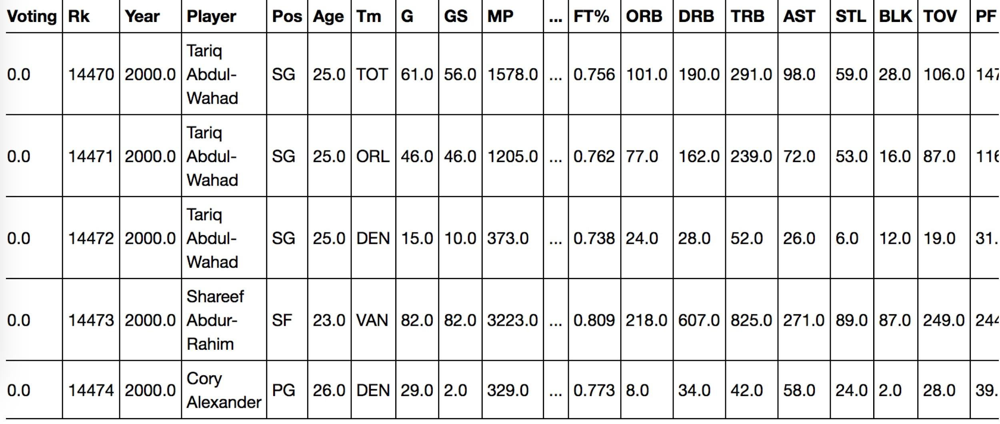 Voting Rk Year Player Pos Age Tm G GS MP ... FT% ORB DRB TRB AST STL BLK TOV PF
0.0 14470 2000.0 Tariq Abdul-Wahad SG 25.0 TOT 61.0 56.0 1578.0 ... 0.756 101.0 190.0 291.0 98.0 59.0 28.0 106.0 147
0.0 14471 2000.0 Tariq Abdul-Wahad SG 25.0 ORL 46.0 46.0 1205.0 ... 0.762 77.0 162.0 239.0 72.0 53.0 16.0 87.0 116
0.0 14472 2000.0 Tariq Abdul-Wahad SG 25.0 DEN 15.0 10.0 373.0 ... 0.738 24.0 28.0 52.0 26.0 6.0 12.0 19.0 31.
0.0 14473 2000.0 Shareef Abdur-Rahim SF 23.0 VAN 82.0 82.0 3223.0 ... 0.809 218.0 607.0 825.0 271.0 89.0 87.0 249.0 244
0.0 14474 2000.0 Cory Alexander PG 26.0 DEN 29.0 2.0 329.0 ... 0.773 8.0 34.0 42.0 58.0 24.0 2.0 28.0 39.